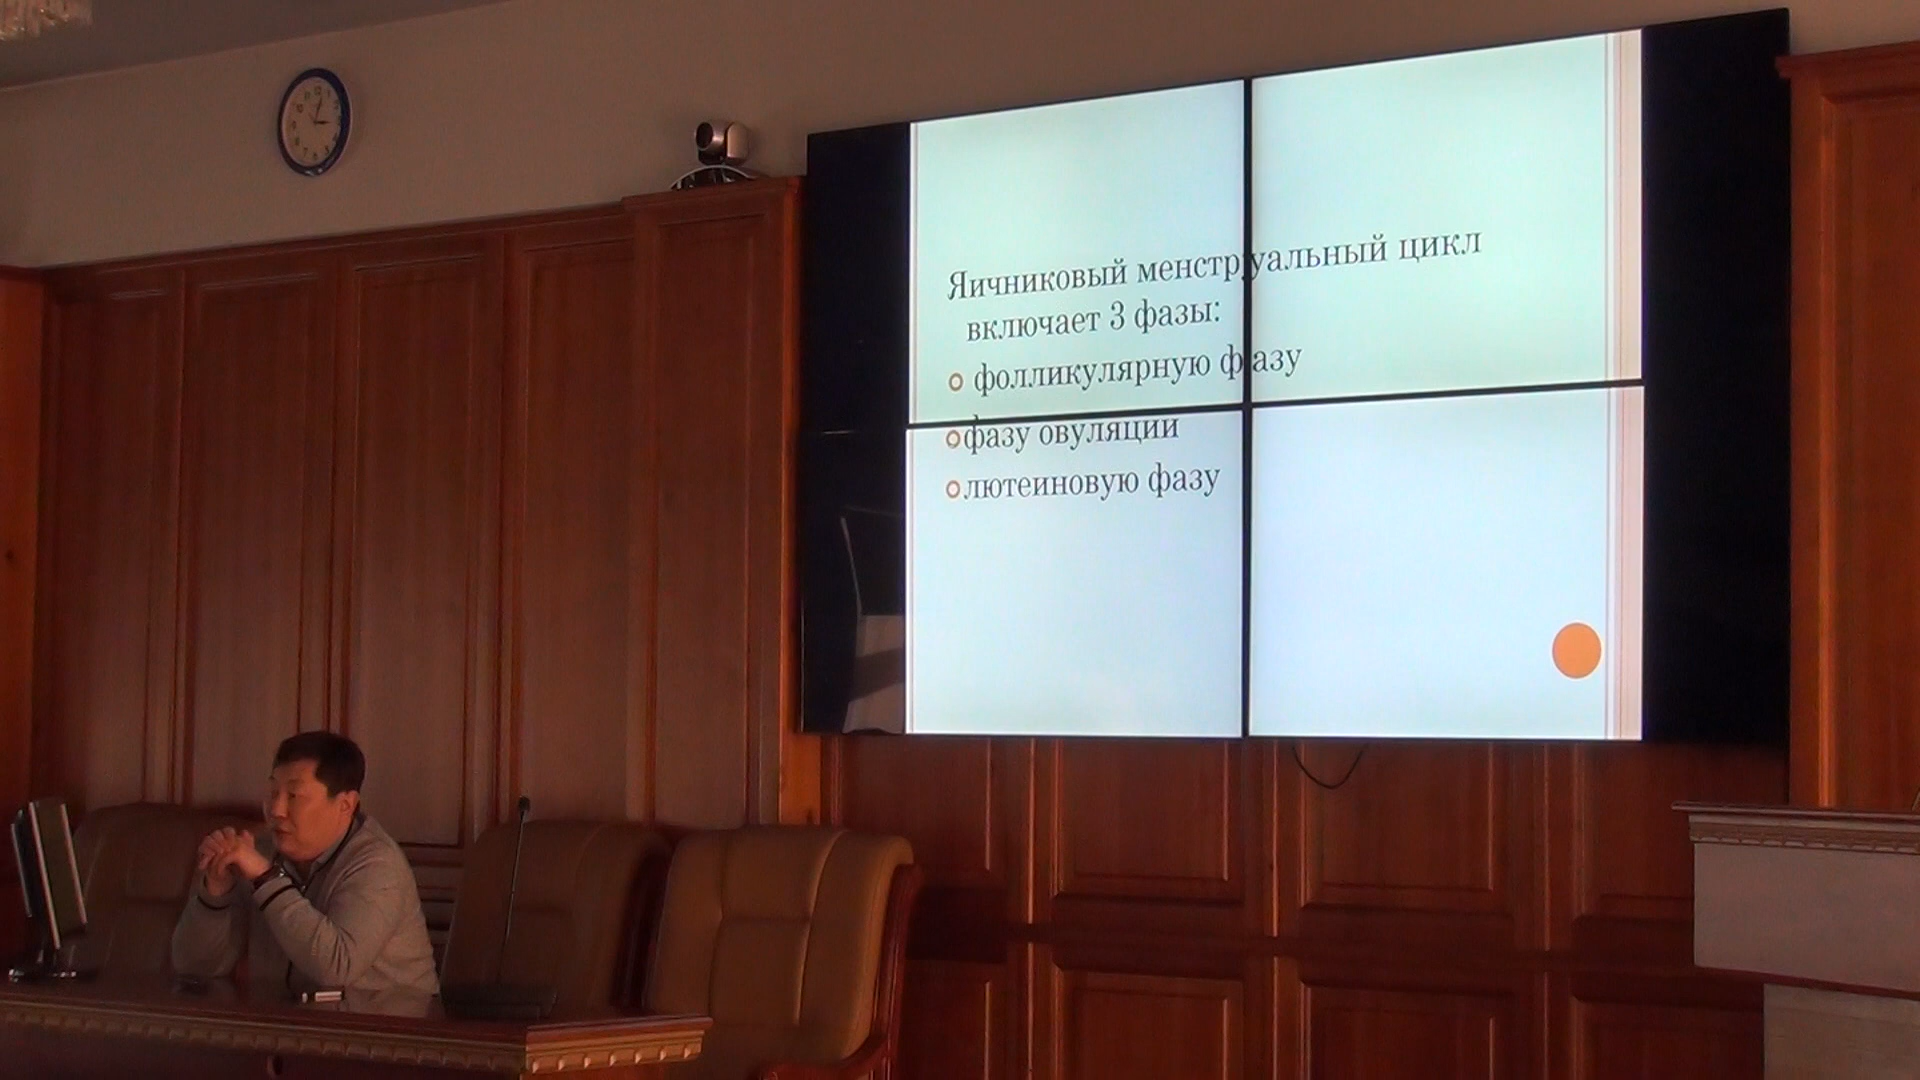 Яичниковый менструальный цикл
включает 3 фазы:
фолликулярную фазу
фазу овуляции
лютеиновую фазу